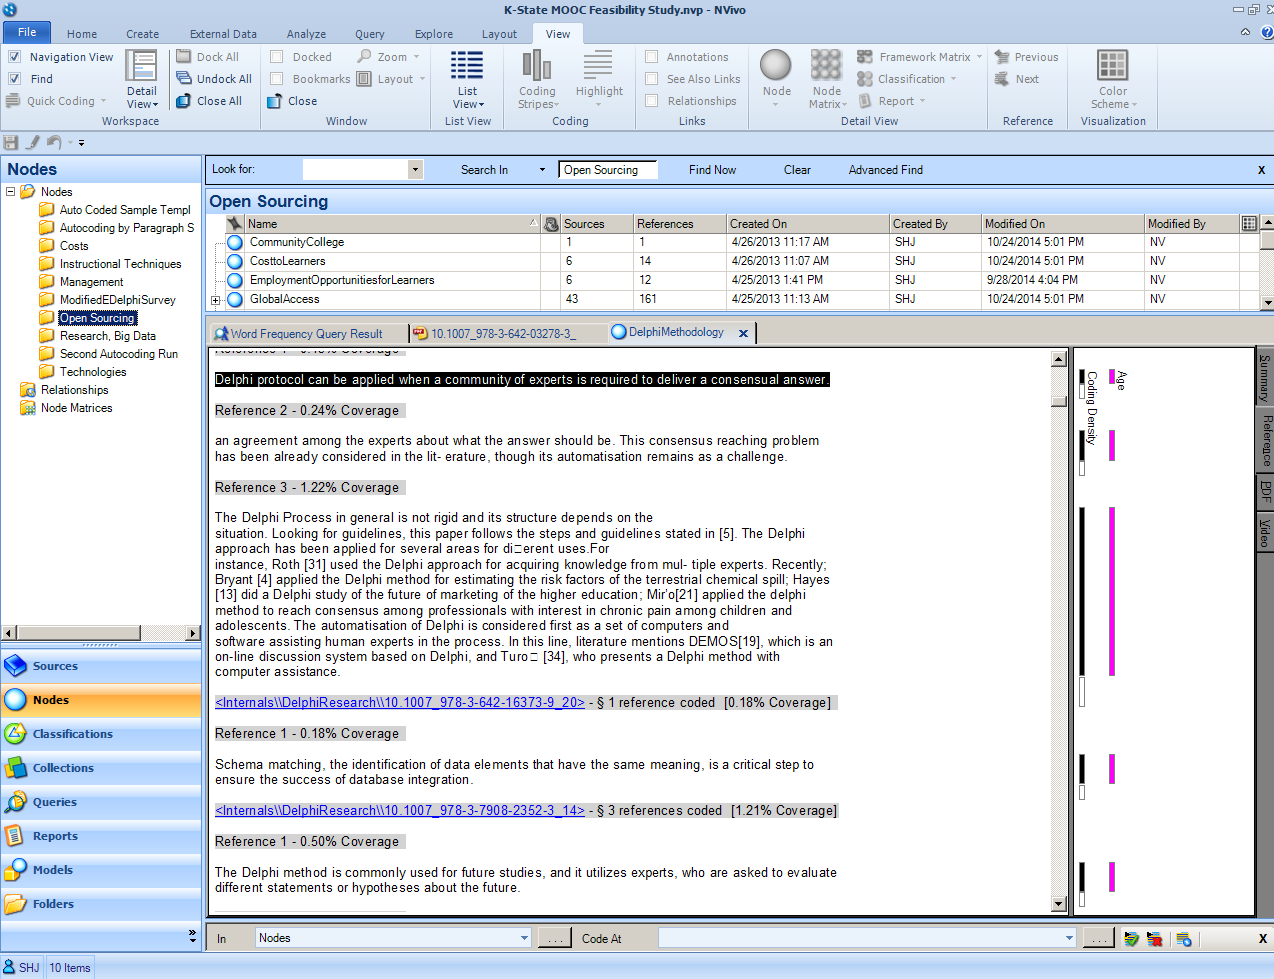 K-State MOOC Feasibility Study.nvp - NVivo
File Home Create External Data Analyze Query Explore Layout View
Navigation View
Find
Quick Coding
Detail View
Dock All
Undock All
Close All
Workspace
Docked
Bookmarks
Close
Zoom
Layout
Window
List View
List View
Coding Stripes
Highlight
Coding
Annotations
See Also Links
Relationships
Links
Node
Node Matrix
Framework Matrix
Classification
Report
Detail View
Previous
Next
Reference
Color Scheme
Visualization
Nodes
Nodes
Auto Coded Sample Templ
Autocoding by Paragraph S
Costs
Instructional Techniques
Management
ModifiedEDelphiSurvey
Open Sourcing
Research, Big Data
Second Autocoding Run
Technologies
Relationships
Node Matrices
Sources
Nodes
Classifications
Collections
Queries
Reports
Models
Folders
Look for: Search In Open Sourcing Find Now Clear Advanced Find X
Open Sourcing
Name Sources References Created On Created By Modified On Modified By
CommunityCollege 1 1 4/26/2013 11:17 AM SHJ 10/24/2014 5:01 PM NV
CosttoLearners 6 14 4/26/2013 11:07 AM SHJ 10/24/2014 5:01 PM NV
EmploymentOpportunitiesforLearners 6 12 4/25/2013 1:41 PM SHJ 9/28/2014 4:04 PM NV
GlobalAccess 43 161 4/25/2013 11:13 AM SHJ 10/24/2014 5:01 PM NV
Word Frequency Query Result 10.1007_978-3-642-03278-3_ DelphiMethodology X
Delphi protocol can be applied when a community of experts is required to deliver a consensual answer.
Reference 2 - 0.24% Coverage
an agreement among the experts about what the answer should be. This consensus reaching problem
has been already considered in the lit- erature, though its automatisation remains as a challenge.
Reference 3 - 1.22% Coverage
The Delphi Process in general is not rigid and its structure depends on the
situation. Looking for guidelines, this paper follows the steps and guidelines stated in [5]. The Delphi
approach has been applied for several areas for di□erent uses.For
instance, Roth [31] used the Delphi approach for acquiring knowledge from mul- tiple experts. Recently;
Bryant [4] applied the Delphi method for estimating the risk factors of the terrestrial chemical spill; Hayes
[13] did a Delphi study of the future of marketing of the higher education; Mir'o[21] applied the delphi
method to reach consensus among professionals with interest in chronic pain among children and
adolescents. The automatisation of Delphi is considered first as a set of computers and
software assisting human experts in the process. In this line, literature mentions DEMOS[19], which is an
on-line discussion system based on Delphi, and Turo□ [34], who presents a Delphi method with
computer assistance.
<Internals\\DelphiResearch\\10.1007_978-3-642-16373-9_20> - § 1 reference coded [0.18% Coverage]
Reference 1 - 0.18% Coverage
Schema matching, the identification of data elements that have the same meaning, is a critical step to
ensure the success of database integration.
<Internals\\DelphiResearch\\10.1007_978-3-7908-2352-3_14> - § 3 references coded [1.21% Coverage]
Reference 1 - 0.50% Coverage
The Delphi method is commonly used for future studies, and it utilizes experts, who are asked to evaluate
different statements or hypotheses about the future.
Coding Density
Age
Summary
Reference
PDF
Video
In Nodes ... Code At ... X
SHJ 10 Items